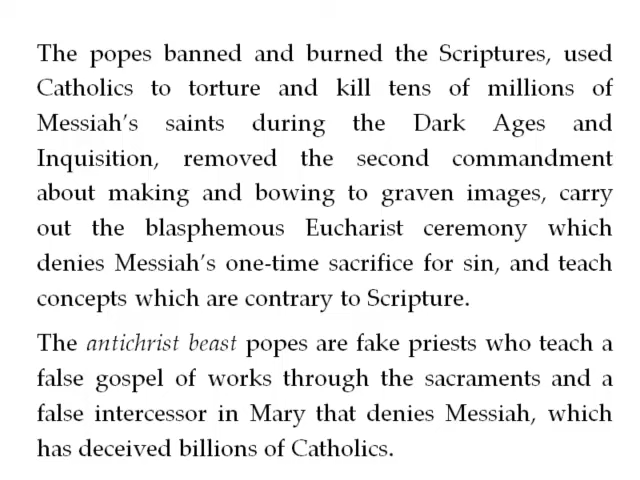 The popes banned and burned the Scriptures, used
Catholics to torture and kill tens of millions of
Messiah's saints during the Dark Ages and
Inquisition, removed the second commandment
about making and bowing to graven images, carry
out the blasphemous Eucharist ceremony which
denies Messiah's one-time sacrifice for sin, and teach
concepts which are contrary to Scripture.
The antichrist beast popes are fake priests who teach a
false gospel of works through the sacraments and a
false intercessor in Mary that denies Messiah, which
has deceived billions of Catholics.